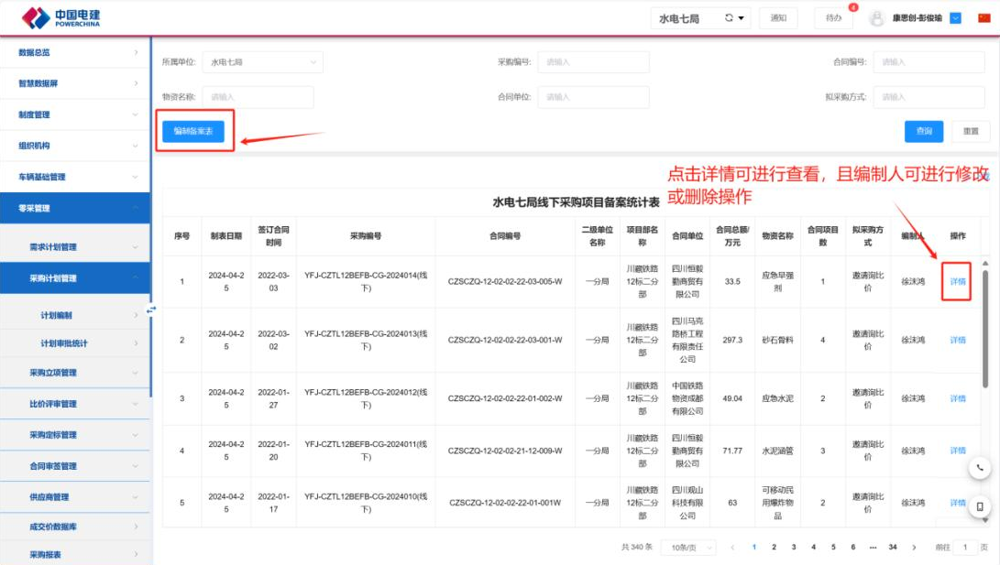 中国电建
POWERCHINA
水电七局
通知
待办
4
康思创-彭俊瑜
数据总览
智慧数据屏
制度管理
组织机构
车辆基础管理
零采管理
需求计划管理
采购计划管理
计划编制
计划审批统计
采购立项管理
比价评审管理
采购定标管理
合同审签管理
供应商管理
成交价数据库
采购报表
所属单位: 水电七局
采购编号: 请输入
合同编号: 请输入
物资名称: 请输入
合同单位: 请输入
拟采购方式: 请输入
编制备案表
查询
重置
点击详情可进行查看，且编制人可进行修改
或删除操作
水电七局线下采购项目备案统计表
序号 制表日期 签订合同时间 采购编号 合同编号 二级单位名称 项目部名称 合同单位 合同总额/万元 物资名称 合同项目数 拟采购方式 编制人 操作
1 2024-04-25 2022-03-03 YFJ-CZTL12BEFB-CG-2024014(线下) CZSCZQ-12-02-02-22-03-005-W 一分局 川藏铁路12标二分部 四川恒毅勤商贸有限公司 33.5 应急早强剂 1 邀请询比价 徐沫鸿 详情
2 2024-04-25 2022-03-02 YFJ-CZTL12BEFB-CG-2024013(线下) CZSCZQ-12-02-02-22-03-001-W 一分局 川藏铁路12标二分部 四川马克路桥工程有限责任公司 297.3 砂石骨料 4 邀请询比价 徐沫鸿 详情
3 2024-04-25 2022-01-27 YFJ-CZTL12BEFB-CG-2024012(线下) CZSCZQ-12-02-02-22-01-002-W 一分局 川藏铁路12标二分部 中国铁路物资成都有限公司 49.04 应急水泥 2 邀请询比价 徐沫鸿 详情
4 2024-04-25 2022-01-20 YFJ-CZTL12BEFB-CG-2024011(线下) CZSCZQ-12-02-02-21-12-009-W 一分局 川藏铁路12标二分部 四川恒毅勤商贸有限公司 71.77 水泥涵管 3 邀请询比价 徐沫鸿 详情
5 2024-04-25 2022-01-17 YFJ-CZTL12BEFB-CG-2024010(线下) CZSCZQ-12-02-02-22-01-001W 一分局 川藏铁路12标二分部 四川观山科技有限公司 63 可移动民用爆炸物品 2 邀请询比价 徐沫鸿 详情
共 340 条 10条/页 1 2 3 4 5 6 ••• 34 前往 1 页